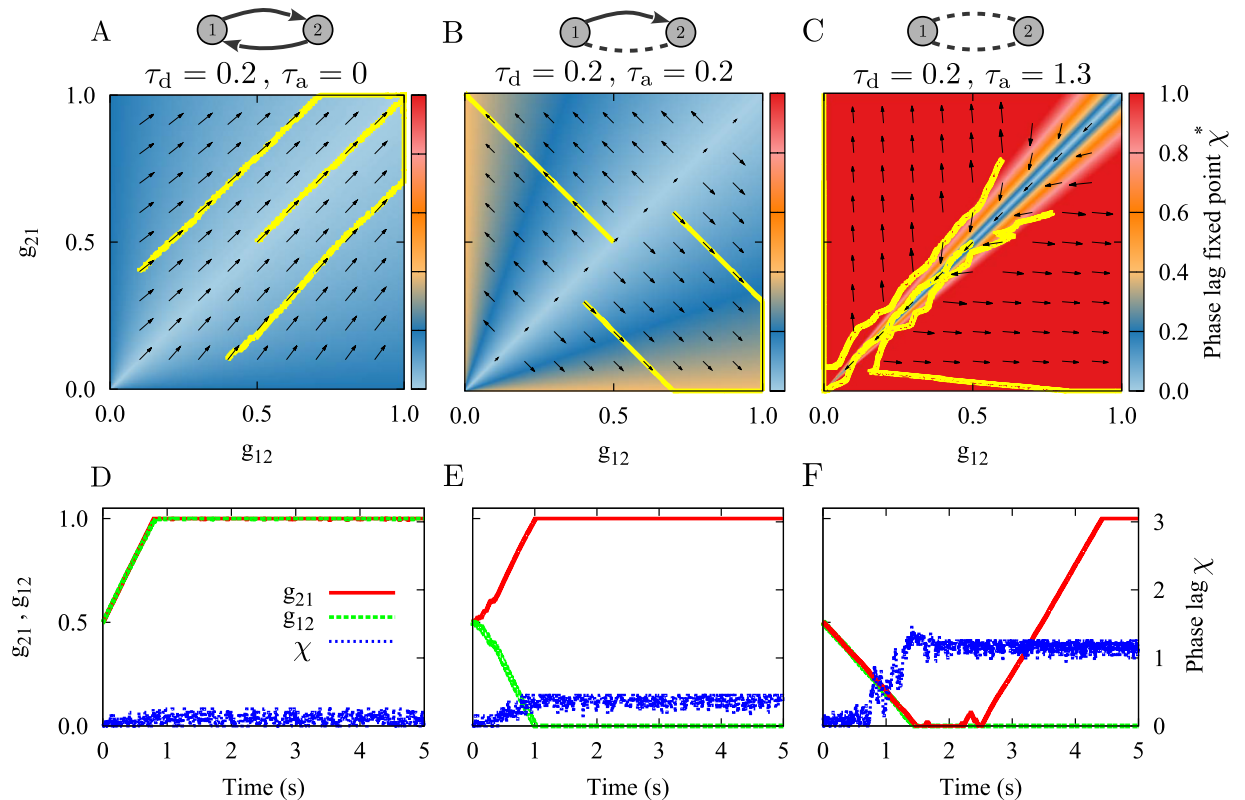 A
1
2
τd = 0.2 , τa = 0
B
1
2
τd = 0.2 , τa = 0.2
C
1
2
τd = 0.2 , τa = 1.3
g21
1.0
0.5
0.0
0.0 0.5 1.0
g12
0.0 0.5 1.0
g12
0.0 0.5 1.0
g12
1.0
0.8
0.6
0.4
0.2
0.0
Phase lag fixed point χ*
D
g21 , g12
1.0
0.5
0.0
g21
g12
χ
0 1 2 3 4 5
Time (s)
E
0 1 2 3 4 5
Time (s)
F
0 1 2 3 4 5
Time (s)
3
2
1
0
Phase lag χ